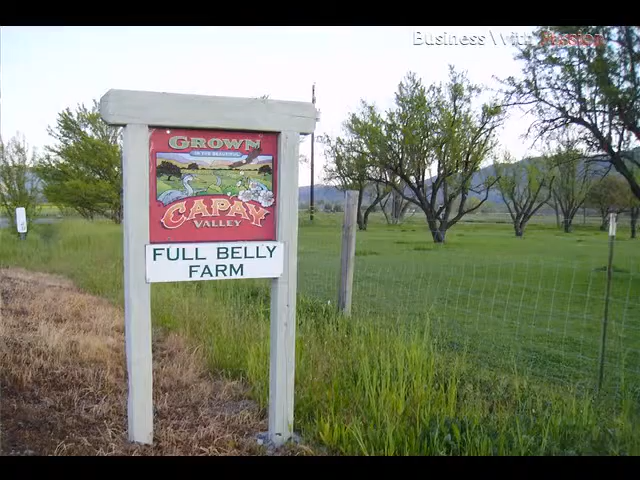 Business With Passion
GROWN
IN THE BEAUTIFUL
CAPAY
VALLEY
FULL BELLY
FARM